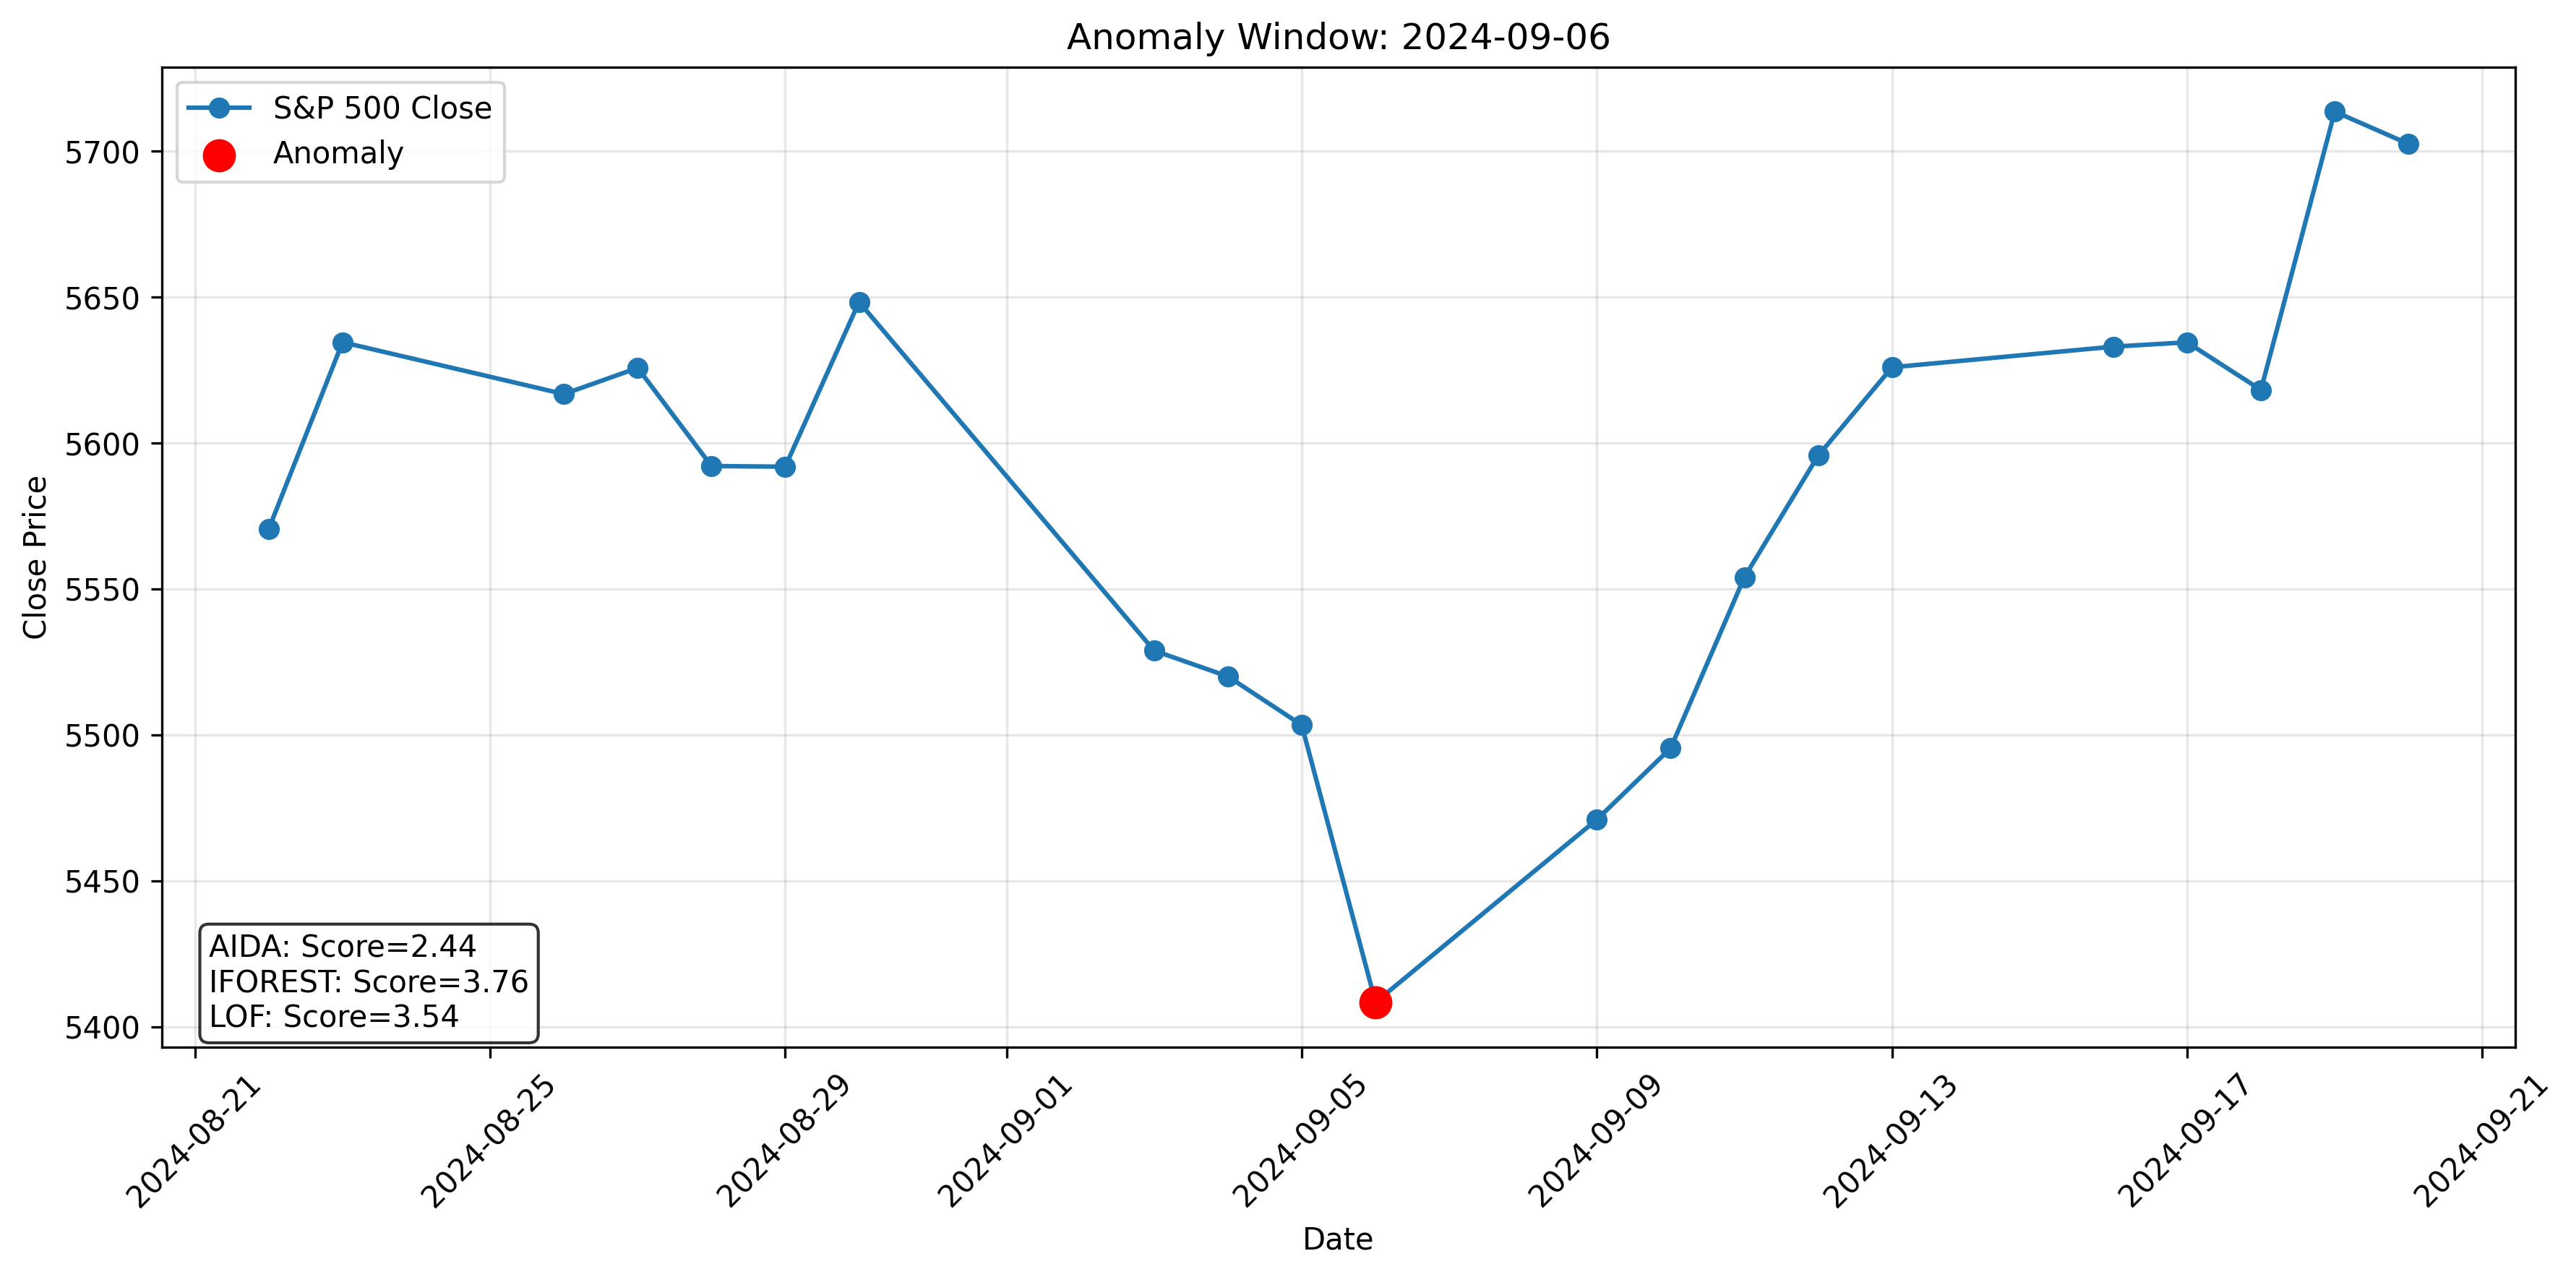 Anomaly Window: 2024-09-06
S&P 500 Close
Anomaly
5700
5650
5600
5550
5500
5450
5400
Close Price
AIDA: Score=2.44
IFOREST: Score=3.76
LOF: Score=3.54
2024-08-21
2024-08-25
2024-08-29
2024-09-01
2024-09-05
2024-09-09
2024-09-13
2024-09-17
2024-09-21
Date